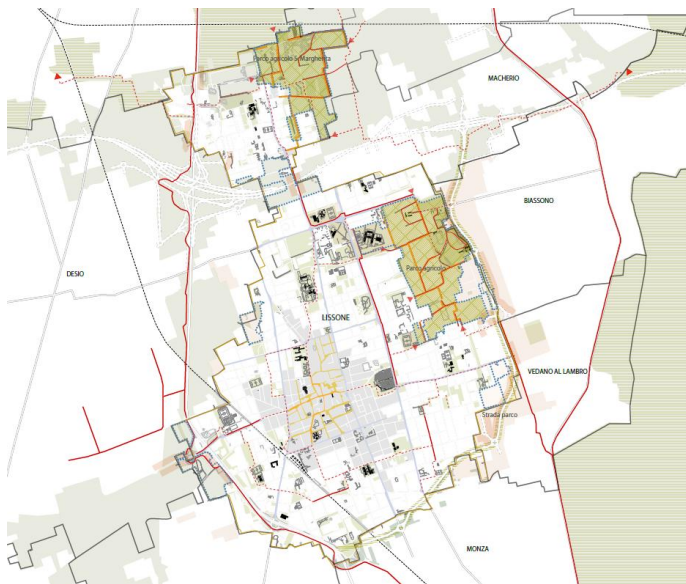 Parco agricolo S. Margherita
MACHERIO
BIASSONO
DESIO
Parco agricolo
LISSONE
VEDANO AL LAMBRO
Strada parco
MONZA